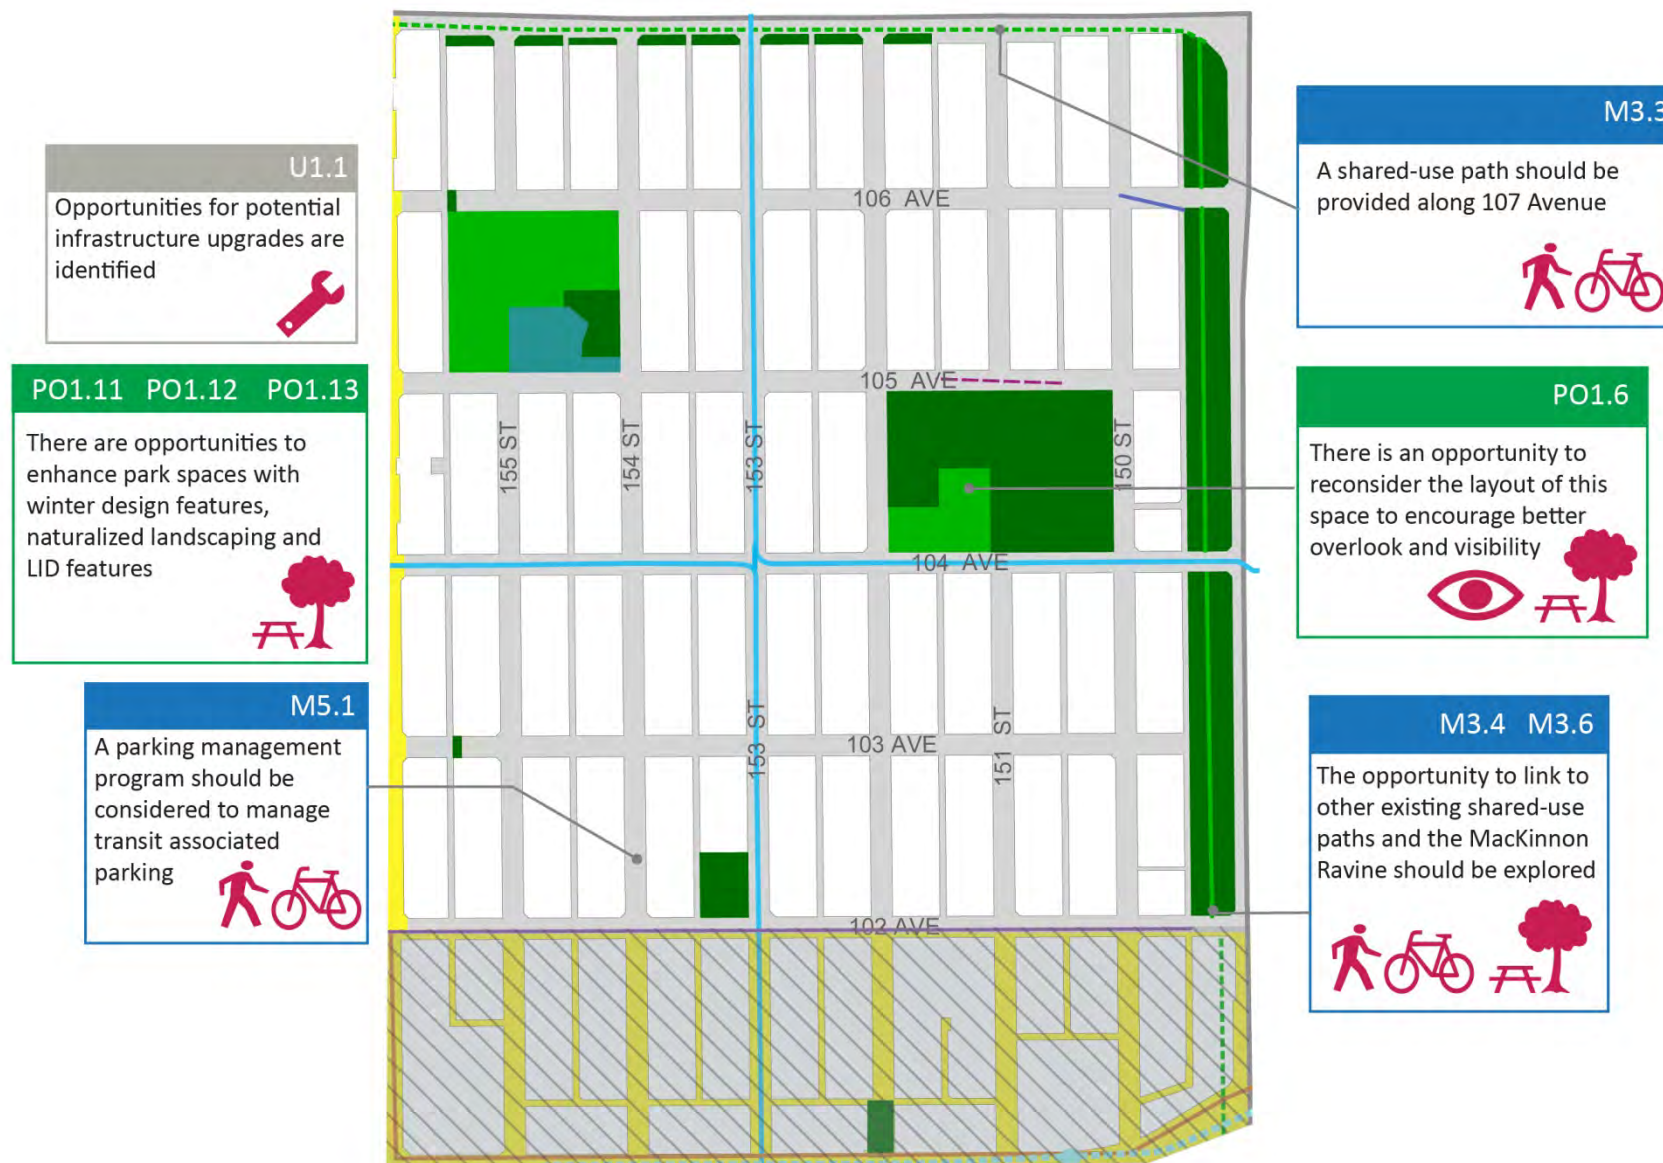 U1.1
Opportunities for potential
infrastructure upgrades are
identified
PO1.11 PO1.12 PO1.13
There are opportunities to
enhance park spaces with
winter design features,
naturalized landscaping and
LID features
M5.1
A parking management
program should be
considered to manage
transit associated
parking
106 AVE
105 AVE
155 ST
154 ST
153 ST
150 ST
104 AVE
153 ST
103 AVE
151 ST
102 AVE
M3.3
A shared-use path should be
provided along 107 Avenue
PO1.6
There is an opportunity to
reconsider the layout of this
space to encourage better
overlook and visibility
M3.4 M3.6
The opportunity to link to
other existing shared-use
paths and the MacKinnon
Ravine should be explored